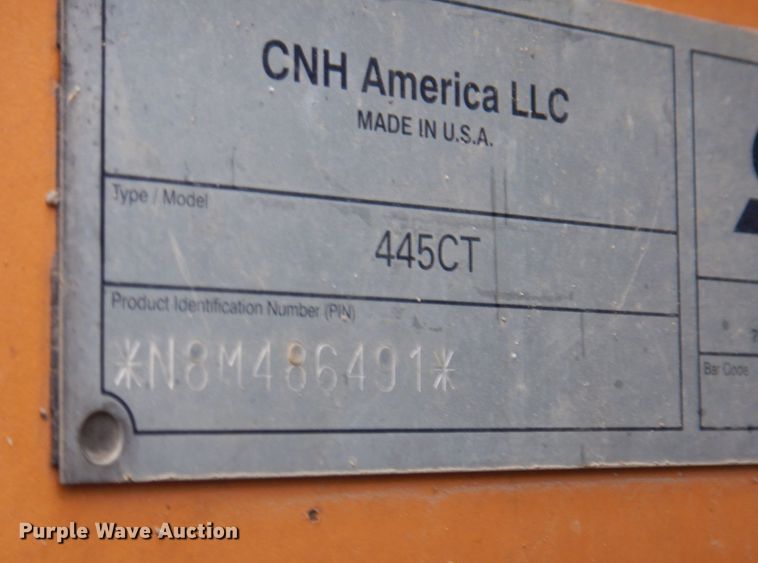 CNH America LLC
MADE IN U.S.A.
Type / Model
445CT
Product Identification Number (PIN)
*N8M486491*
Bar Code
Purple Wave Auction